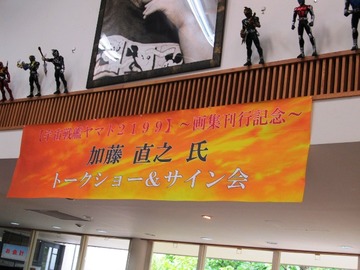 【宇宙戦艦ヤマト2199】~画集刊行記念~
加藤 直之 氏
トークショー&サイン会